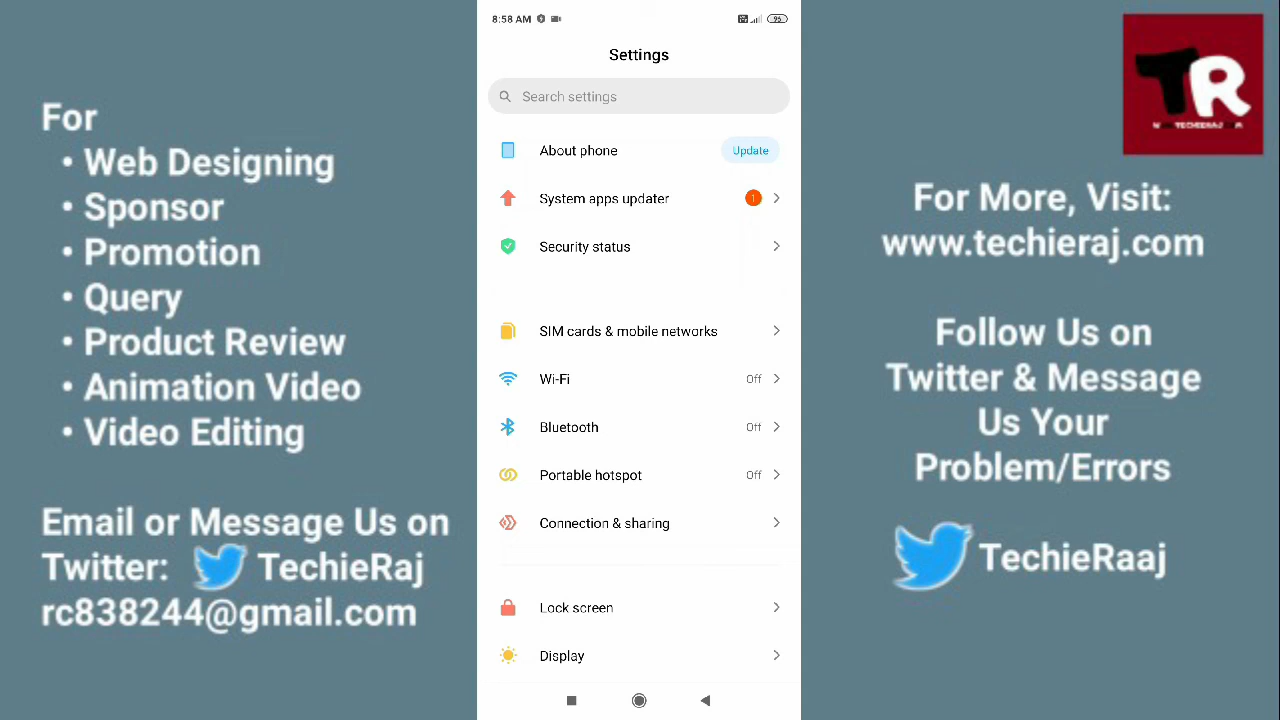 For
• Web Designing
• Sponsor
• Promotion
• Query
• Product Review
• Animation Video
• Video Editing
Email or Message Us on
Twitter: TechieRaj
rc838244@gmail.com
8:58 AM
96
Settings
Search settings
About phone
Update
System apps updater
1
Security status
SIM cards & mobile networks
Wi-Fi
Off
Bluetooth
Off
Portable hotspot
Off
Connection & sharing
Lock screen
Display
TR
For More, Visit:
www.techieraj.com
Follow Us on
Twitter & Message
Us Your
Problem/Errors
TechieRaaj